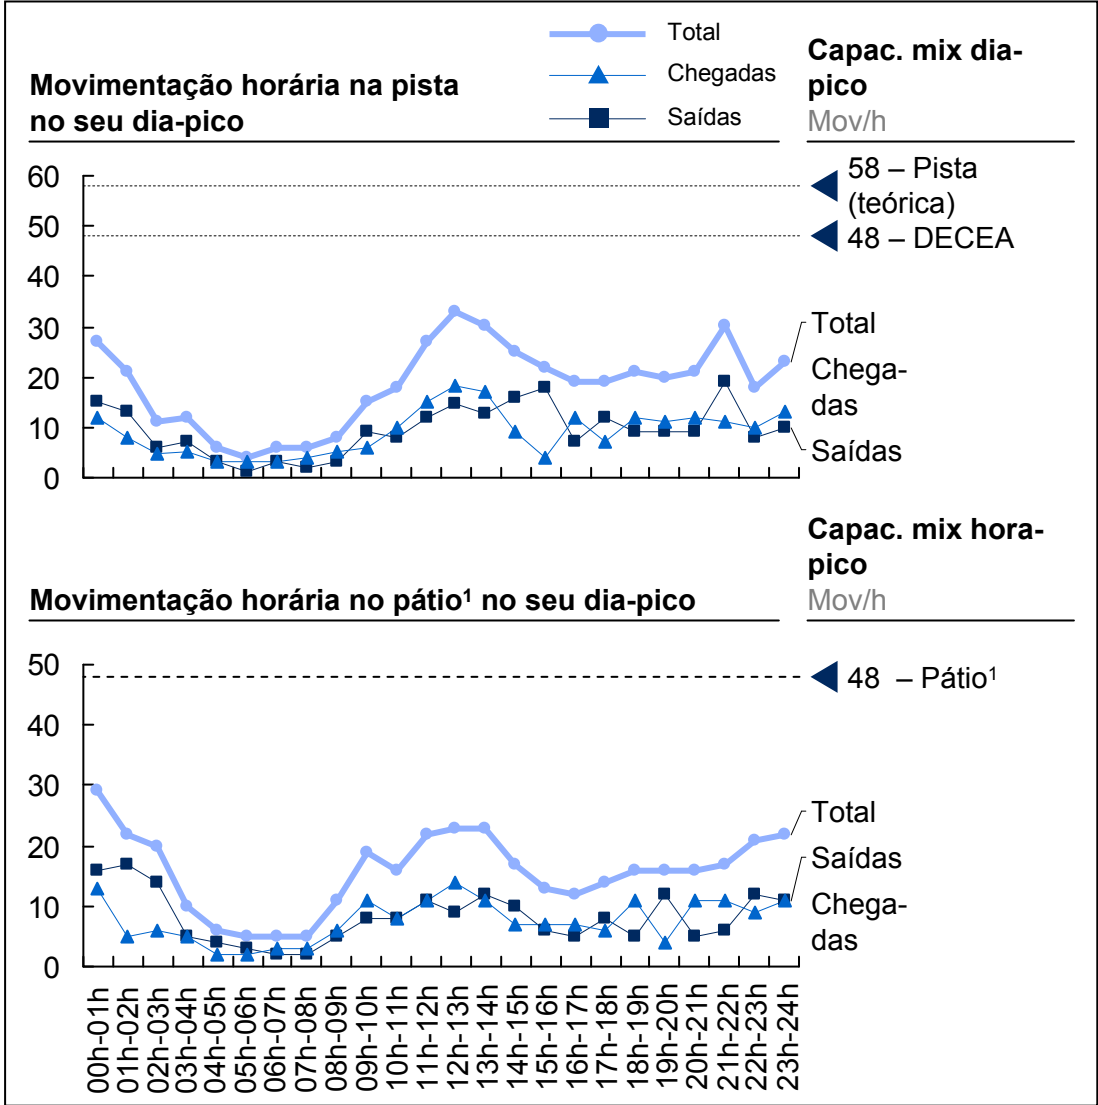 Total
Chegadas
Saídas
Movimentação horária na pista
no seu dia-pico
Capac. mix dia-
pico
Mov/h
60
50
40
30
20
10
0
58 – Pista
(teórica)
48 – DECEA
Total
Chega-
das
Saídas
Movimentação horária no pátio¹ no seu dia-pico
Capac. mix hora-
pico
Mov/h
50
40
30
20
10
0
48 – Pátio¹
Total
Saídas
Chega-
das
00h-01h
01h-02h
02h-03h
03h-04h
04h-05h
05h-06h
06h-07h
07h-08h
08h-09h
09h-10h
10h-11h
11h-12h
12h-13h
13h-14h
14h-15h
15h-16h
16h-17h
17h-18h
18h-19h
19h-20h
20h-21h
21h-22h
22h-23h
23h-24h